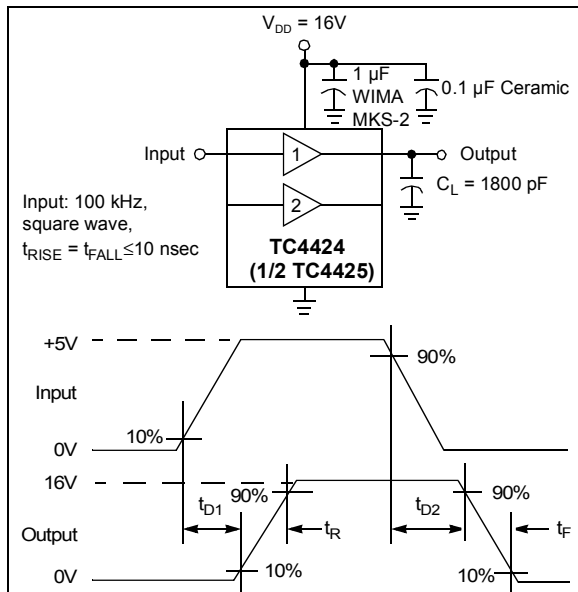 V_DD = 16V
1 µF
WIMA
MKS-2
0.1 µF Ceramic
Input
1
Output
C_L = 1800 pF
2
Input: 100 kHz,
square wave,
t_RISE = t_FALL≤10 nsec
TC4424
(1/2 TC4425)
+5V
90%
Input
10%
0V
16V
90%
t_D1
t_R
t_D2
90%
t_F
Output
10%
10%
0V